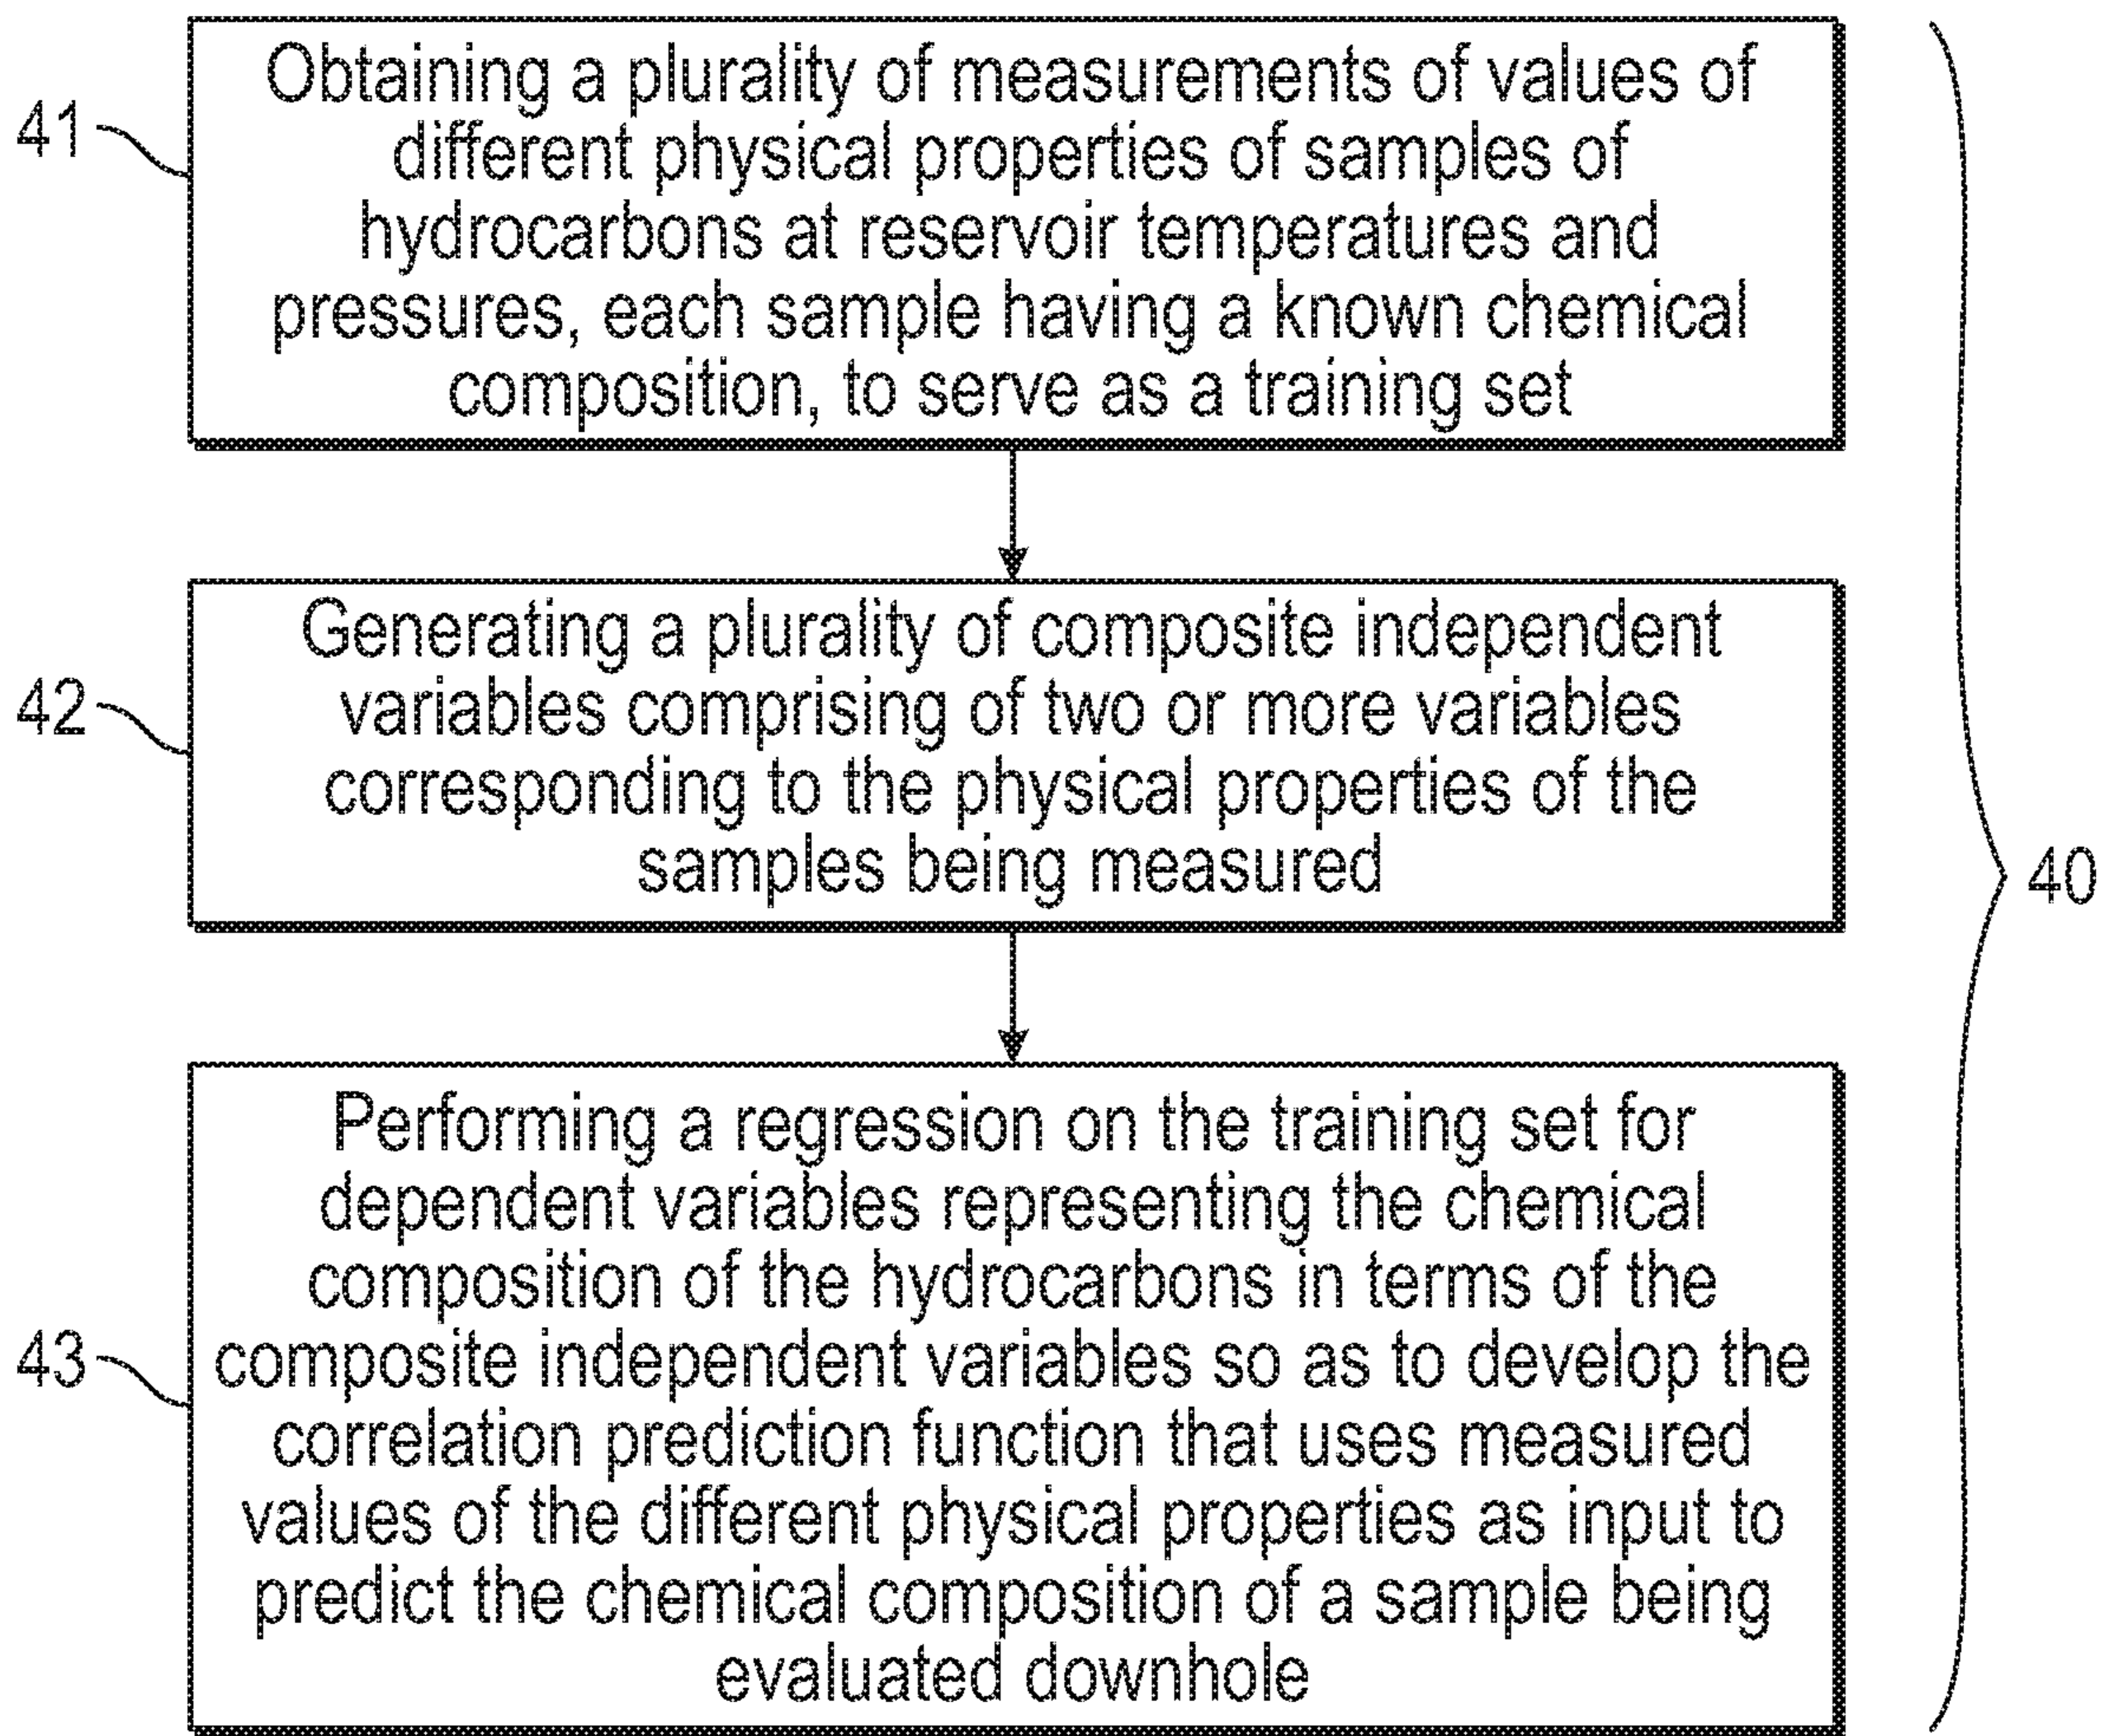 41
Obtaining a plurality of measurements of values of
different physical properties of samples of
hydrocarbons at reservoir temperatures and
pressures, each sample having a known chemical
composition, to serve as a training set
42
Generating a plurality of composite independent
variables comprising of two or more variables
corresponding to the physical properties of the
samples being measured
40
43
Performing a regression on the training set for
dependent variables representing the chemical
composition of the hydrocarbons in terms of the
composite independent variables so as to develop the
correlation prediction function that uses measured
values of the different physical properties as input to
predict the chemical composition of a sample being
evaluated downhole